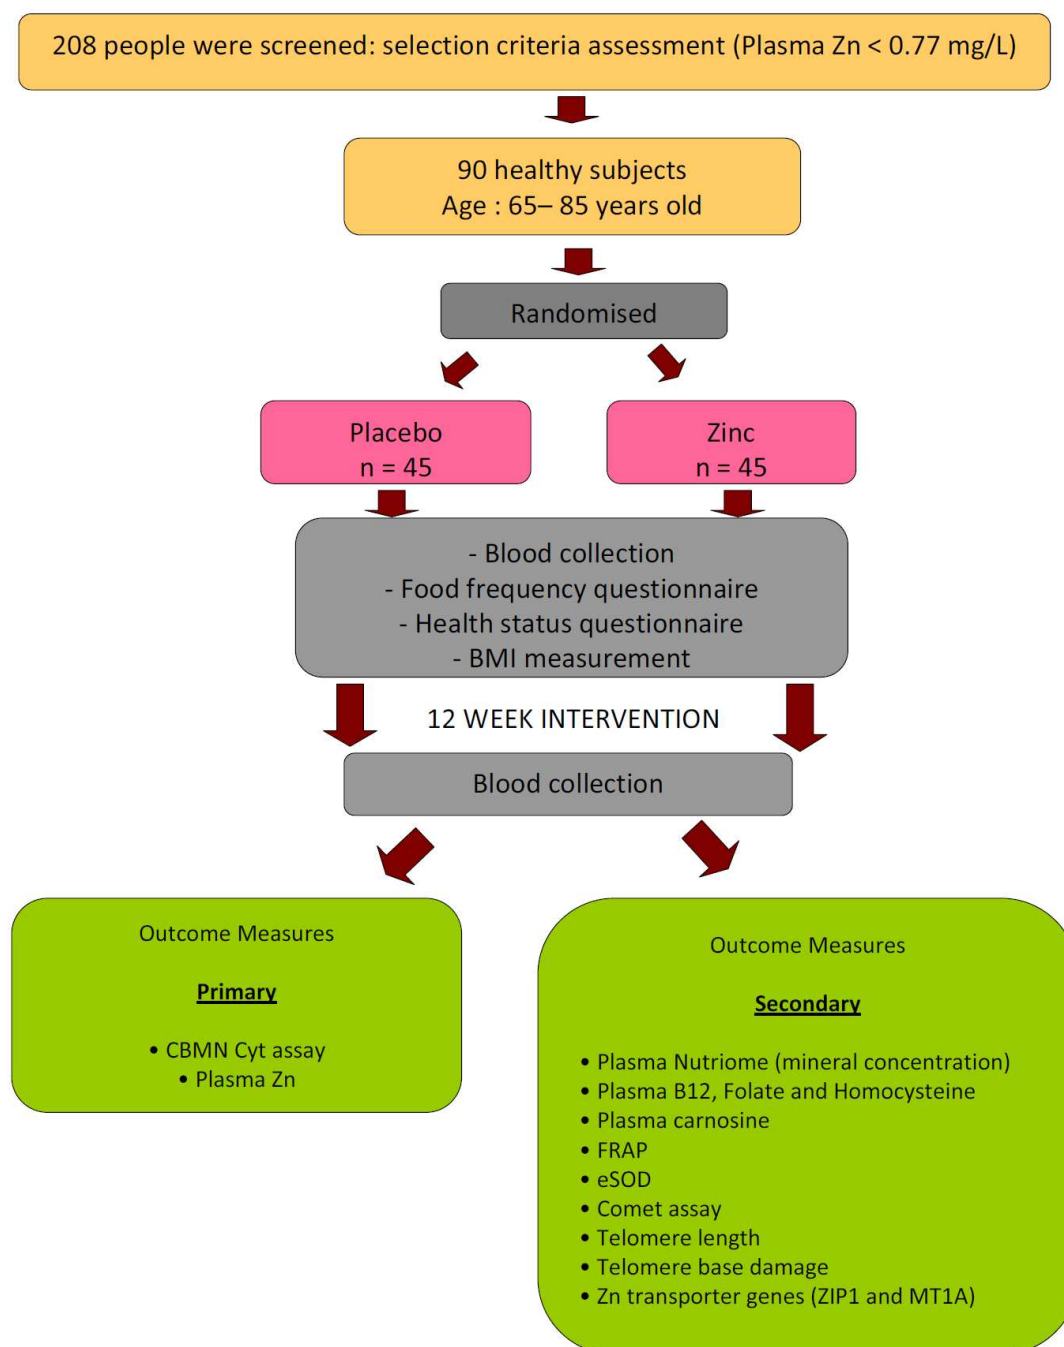 208 people were screened: selection criteria assessment (Plasma Zn < 0.77 mg/L)
90 healthy subjects
Age : 65– 85 years old
Randomised
Placebo
n = 45
Zinc
n = 45
- Blood collection
- Food frequency questionnaire
- Health status questionnaire
- BMI measurement
12 WEEK INTERVENTION
Blood collection
Outcome Measures
Primary
• CBMN Cyt assay
• Plasma Zn
Outcome Measures
Secondary
• Plasma Nutriome (mineral concentration)
• Plasma B12, Folate and Homocysteine
• Plasma carnosine
• FRAP
• eSOD
• Comet assay
• Telomere length
• Telomere base damage
• Zn transporter genes (ZIP1 and MT1A)